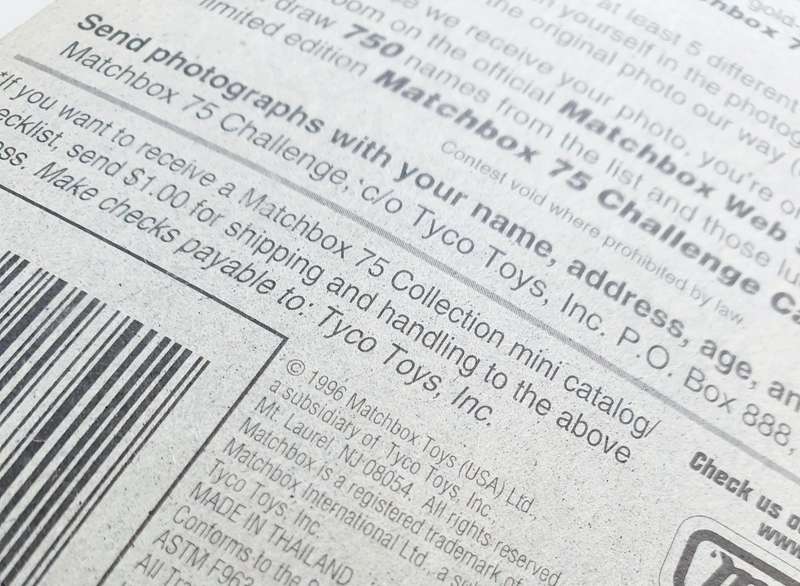 gold-
at least 5 different
yourself in the photog
the original photo our way
we receive your photo, you're
room on the official Matchbox Web
draw 750 names from the list and those
limited edition Matchbox 75 Challenge
Contest void where prohibited by law.
Send photographs with your name, address, age, an
Matchbox 75 Challenge, c/o Tyco Toys, Inc. P.O. Box 888,
*If you want to receive a Matchbox 75 Collection mini catalog/
ecklist, send $1.00 for shipping and handling to the above
ess. Make checks payable to: Tyco Toys, Inc.
© 1996 Matchbox Toys (USA) Ltd.,
a subsidiary of Tyco Toys, Inc.,
Mt. Laurel, NJ 08054. All rights reserved.
Matchbox is a registered trademark of
Matchbox International Ltd., a
Tyco Toys, Inc.
MADE IN THAILAND.
Conforms to the
ASTM F963
All
Check us
www